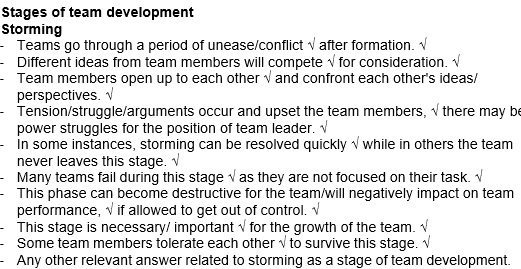 Stages of team development
Storming
- Teams go through a period of unease/conflict √ after formation. √
- Different ideas from team members will compete √ for consideration. √
- Team members open up to each other √ and confront each other's ideas/
perspectives. √
- Tension/struggle/arguments occur and upset the team members, √ there may be
power struggles for the position of team leader. √
- In some instances, storming can be resolved quickly √ while in others the team
never leaves this stage. √
- Many teams fail during this stage √ as they are not focused on their task. √
- This phase can become destructive for the team/will negatively impact on team
performance, √ if allowed to get out of control. √
- This stage is necessary/ important √ for the growth of the team. √
- Some team members tolerate each other √ to survive this stage. √
- Any other relevant answer related to storming as a stage of team development.